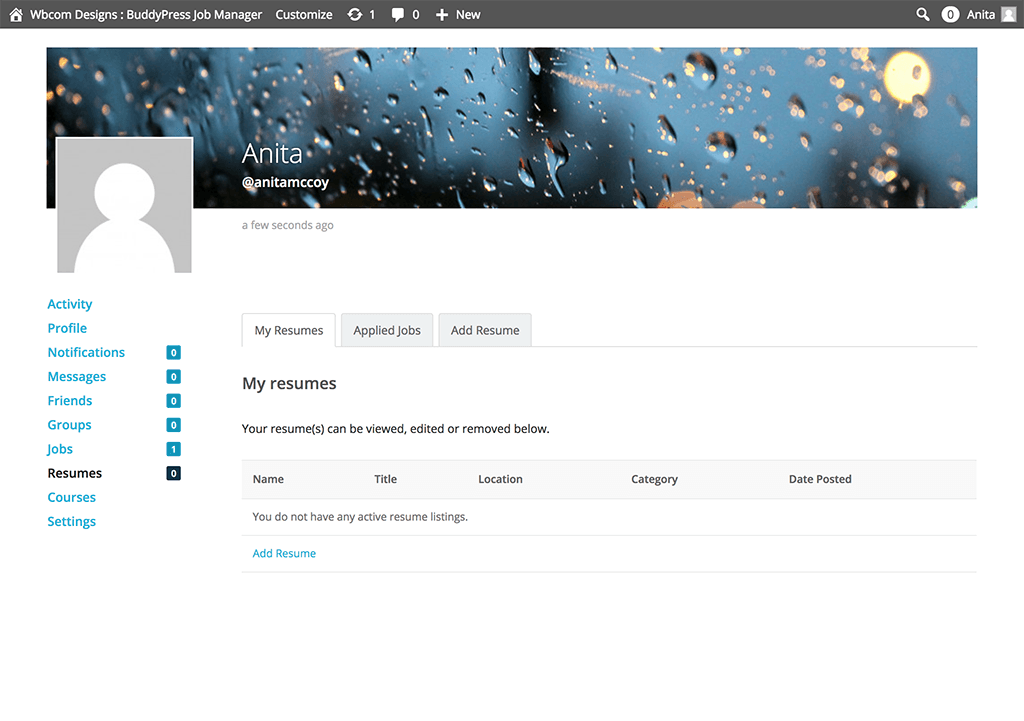 Wbcom Designs : BuddyPress Job Manager Customize 1 0 New 0 Anita
Anita
@anitamccoy
a few seconds ago
Activity
Profile
Notifications 0
Messages 0
Friends 0
Groups 0
Jobs 1
Resumes 0
Courses
Settings
My Resumes Applied Jobs Add Resume
My resumes
Your resume(s) can be viewed, edited or removed below.
Name Title Location Category Date Posted
You do not have any active resume listings.
Add Resume